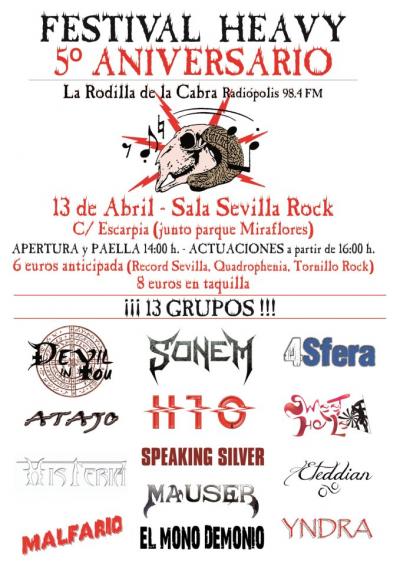 FESTIVAL HEAVY
5º ANIVERSARIO
La Rodilla de la Cabra Radiópolis 98.4 FM
13 de Abril - Sala Sevilla Rock
C/ Escarpia (junto parque Miraflores)
APERTURA y PAELLA 14:00 h. - ACTUACIONES a partir de 16:00 h.
6 euros anticipada (Record Sevilla, Quadrophenia, Tornillo Rock)
8 euros en taquilla
¡¡¡ 13 GRUPOS !!!
DEVIL IN YOU
SONEM
4Sfera
ATAJO
H10
SWEET HOLE
HISTERIA
SPEAKING SILVER
MAUSER
Eteddian
MALFARIO
EL MONO DEMONIO
YNDRA